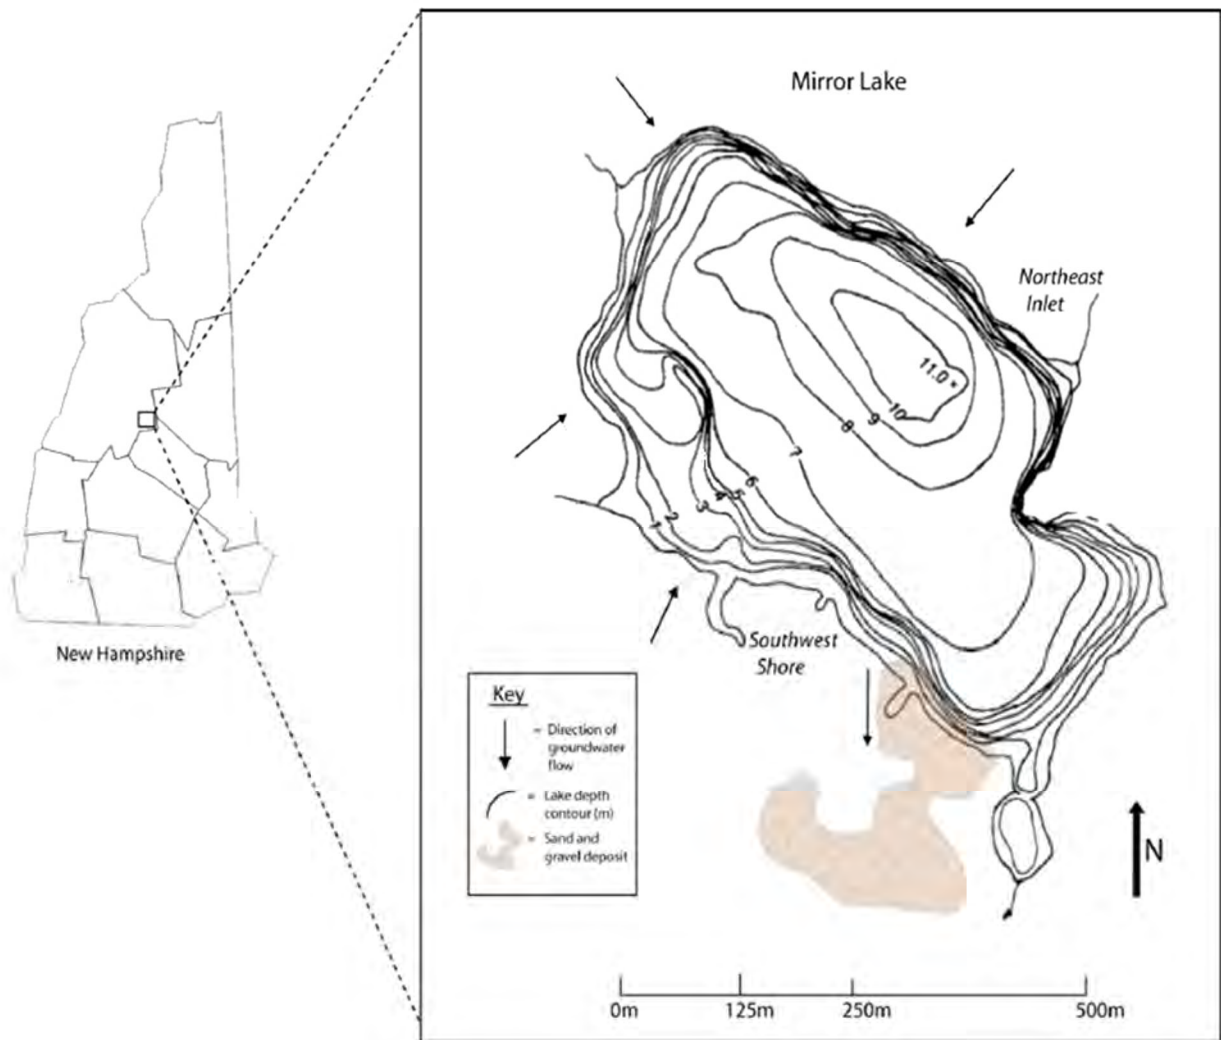 Mirror Lake
Northeast
Inlet
11.0 ×
10
9
8
7
6
5
4
3
2
1
Southwest
Shore
New Hampshire
Key
= Direction of
groundwater
flow
= Lake depth
contour (m)
= Sand and
gravel deposit
N
0m
125m
250m
500m